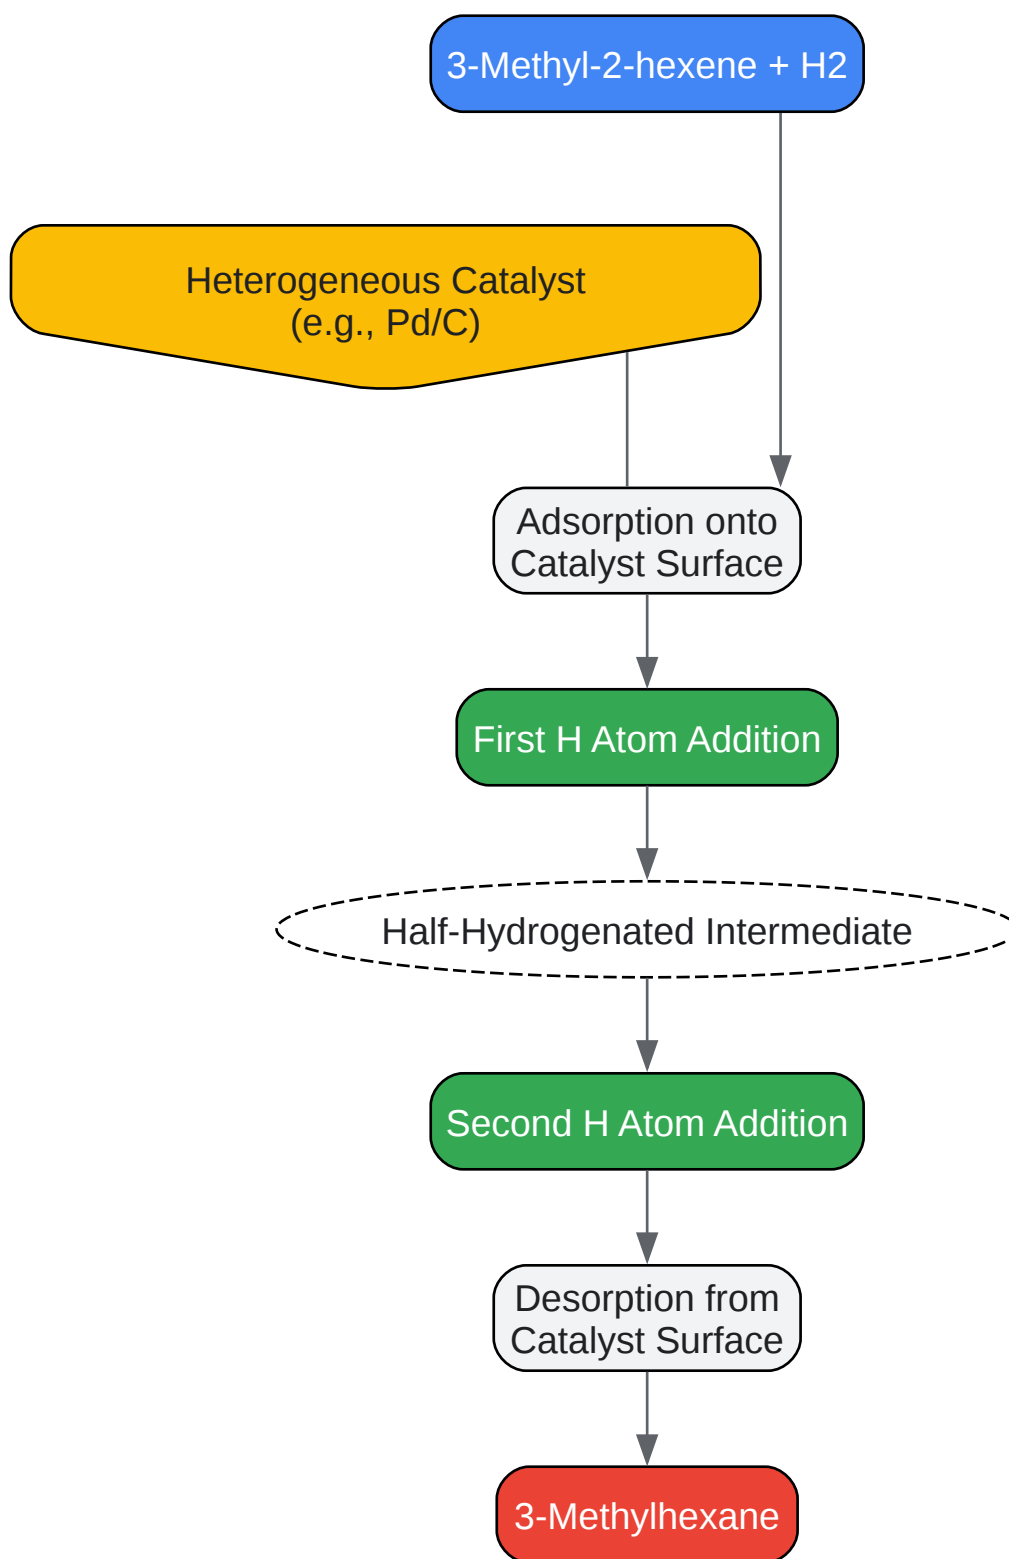 3-Methyl-2-hexene + H2
Heterogeneous Catalyst
(e.g., Pd/C)
Adsorption onto
Catalyst Surface
First H Atom Addition
Half-Hydrogenated Intermediate
Second H Atom Addition
Desorption from
Catalyst Surface
3-Methylhexane